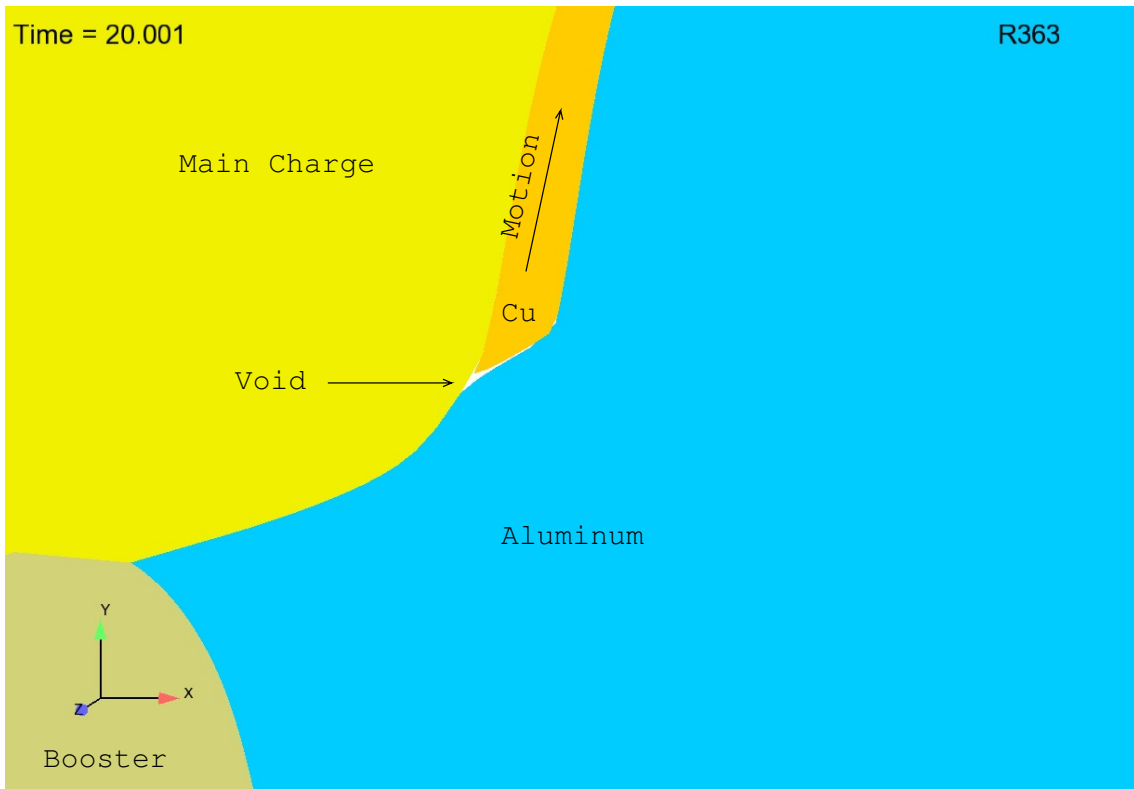 Time = 20.001
R363
Main Charge
Motion
Cu
Void
Aluminum
Y
X
Z
Booster